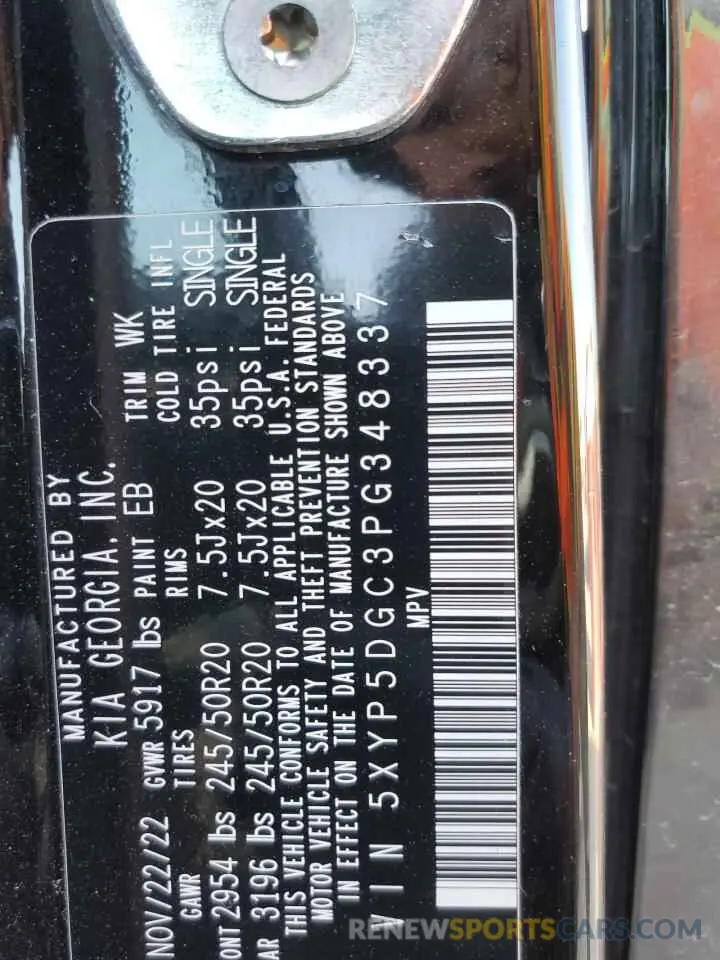 MANUFACTURED BY
KIA GEORGIA, INC.
NOV/22/22 GVWR 5917 lbs PAINT EB TRIM WK
GAWR TIRES RIMS COLD TIRE INFL
ONT 2954 lbs 245/50R20 7.5Jx20 35psi SINGLE
AR 3196 lbs 245/50R20 7.5Jx20 35psi SINGLE
THIS VEHICLE CONFORMS TO ALL APPLICABLE U.S.A. FEDERAL
MOTOR VEHICLE SAFETY AND THEFT PREVENTION STANDARDS
IN EFFECT ON THE DATE OF MANUFACTURE SHOWN ABOVE
VIN 5XYP5DGC3PG348337
MPV
RENEWSPORTSCARS.COM